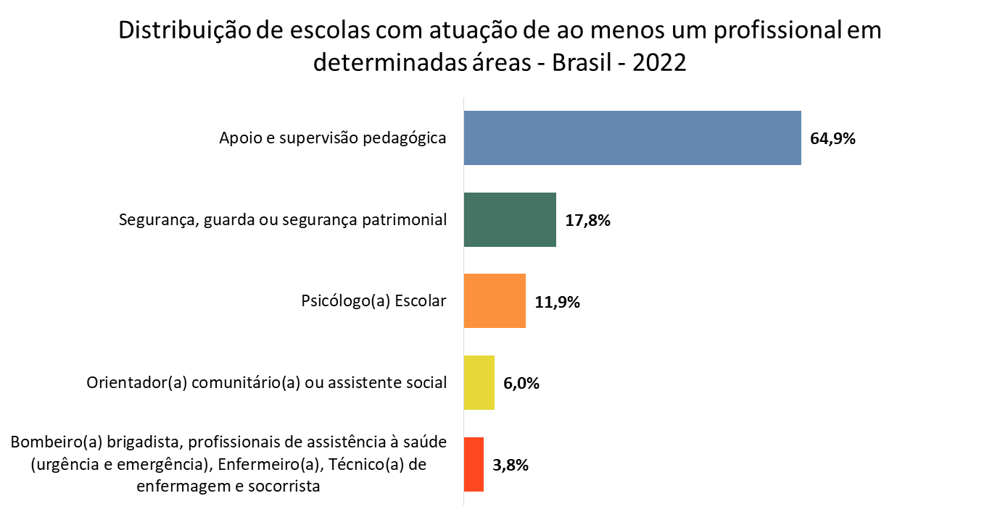 Distribuição de escolas com atuação de ao menos um profissional em
determinadas áreas - Brasil - 2022
Apoio e supervisão pedagógica
64,9%
Segurança, guarda ou segurança patrimonial
17,8%
Psicólogo(a) Escolar
11,9%
Orientador(a) comunitário(a) ou assistente social
6,0%
Bombeiro(a) brigadista, profissionais de assistência à saúde
(urgência e emergência), Enfermeiro(a), Técnico(a) de
enfermagem e socorrista
3,8%